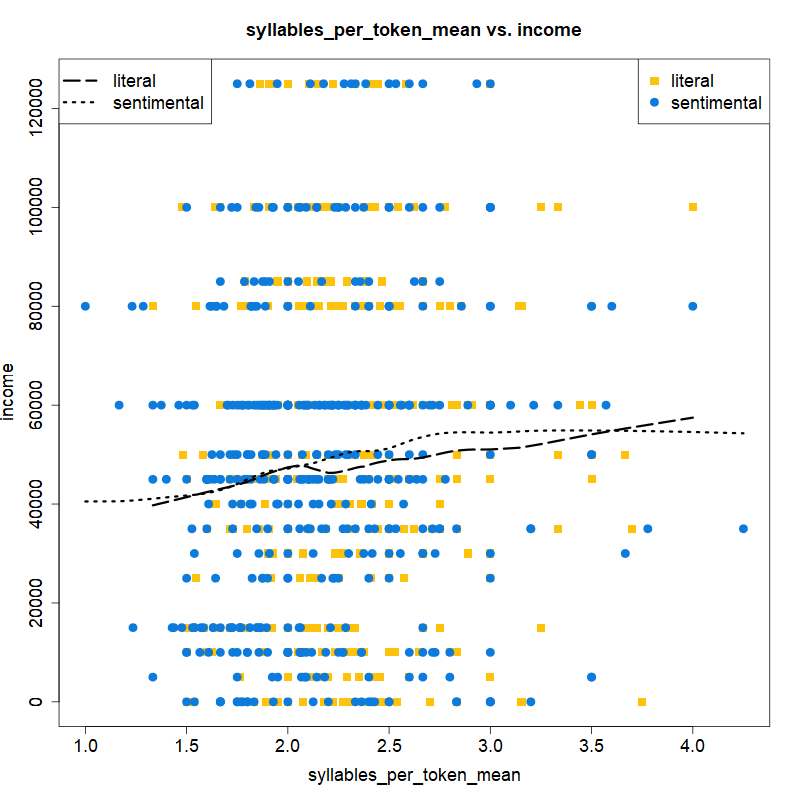 syllables_per_token_mean vs. income
literal
sentimental
literal
sentimental
income
120000
100000
80000
60000
40000
20000
0
1.0 1.5 2.0 2.5 3.0 3.5 4.0
syllables_per_token_mean